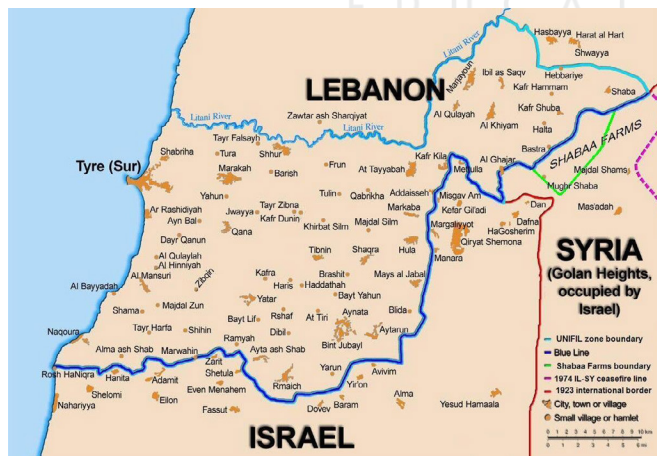 Hasbayya
Harat al Hart
Shwayya
Litani River
Marjayoun
Ibil as Saqv
Hebbariye
Kafr Hammam
Shaba
LEBANON
Litani River
Zawtar ash Sharqiyat
Litani River
Al Qulayah
Kafr Shuba
Al Khiyam
Halta
Tayr Falsayh
Bastra
SHABAA FARMS
Shabriha
Tura
Shhur
Frun
Kafr Kila
Metulla
Al Ghajar
Majdal Shams
Tyre (Sur)
Marakah
Barish
At Tayyabah
Mughr Shaba
Yahun
Tulin
Qabrikha
Addaisseh
Misgav Am
Dan
Mas'adah
Ar Rashidiyah
Jwayya
Tayr Zibna
Markaba
Kefar Gil'adi
Ayn Bal
Kafr Dunin
Majdal Silm
Margaliyyot
Dafna
Qana
Khirbat Silm
HaGosherim
Dayr Qanun
Tibnin
Shaqra
Hula
Qiryat Shemona
SYRIA
Al Qulaylah
Manara
(Golan Heights,
occupied by
Israel)
Al Hinniyah
Al Mansuri
Zibqin
Kafra
Brashit
Mays al Jabal
Al Bayyadah
Haris
Haddathah
Yatar
Bayt Yahun
Shama
Majdal Zun
Bayt Lif
Rshaf
At Tiri
Aynata
Blida
Naqoura
Tayr Harfa
Shihin
Dibil
Aytarun
Ramyah
Bint Jubayl
Alma ash Shab
Marwahin
Ayta ash Shab
Zarit
Rosh HaNiqra
Hanita
Adamit
Shetula
Yarun
Avivim
Even Menahem
Rmaich
Yir'on
Shelomi
Eilon
Alma
Nahariyya
Fassut
Dovev
Baram
Yesud Hamaala
ISRAEL
UNIFIL zone boundary
Blue Line
Shabaa Farms boundary
1974 IL-SY ceasefire line
1923 international border
City, town or village
Small village or hamlet